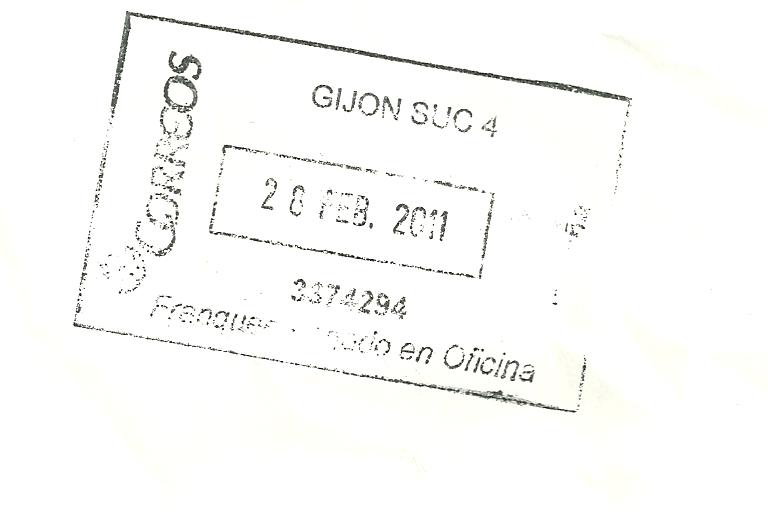 CORREOS
GIJON SUC 4
28 FEB. 2011
3374294
en Oficina